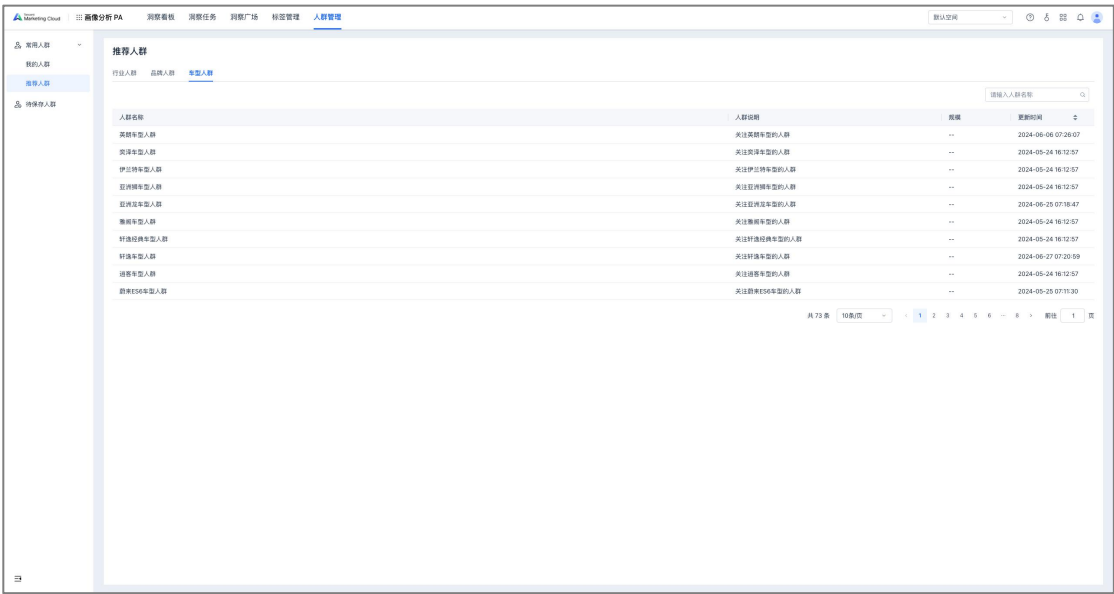 Tencent
Marketing Cloud 画像分析 PA 洞察看板 洞察任务 洞察广场 标签管理 人群管理 默认空间
常用人群
我的人群
推荐人群
待保存人群
推荐人群
行业人群 品牌人群 车型人群
请输入人群名称
人群名称 人群说明 规模 更新时间
英朗车型人群 关注英朗车型的人群 -- 2024-06-06 07:26:07
奕泽车型人群 关注奕泽车型的人群 -- 2024-05-24 16:12:57
伊兰特车型人群 关注伊兰特车型的人群 -- 2024-05-24 16:12:57
亚洲狮车型人群 关注亚洲狮车型的人群 -- 2024-05-24 16:12:57
亚洲龙车型人群 关注亚洲龙车型的人群 -- 2024-06-25 07:18:47
雅阁车型人群 关注雅阁车型的人群 -- 2024-05-24 16:12:57
轩逸经典车型人群 关注轩逸经典车型的人群 -- 2024-05-24 16:12:57
轩逸车型人群 关注轩逸车型的人群 -- 2024-06-27 07:20:59
逍客车型人群 关注逍客车型的人群 -- 2024-05-24 16:12:57
蔚来ES6车型人群 关注蔚来ES6车型的人群 -- 2024-05-25 07:11:30
共 73 条 10条/页 1 2 3 4 5 6 ··· 8 前往 1 页